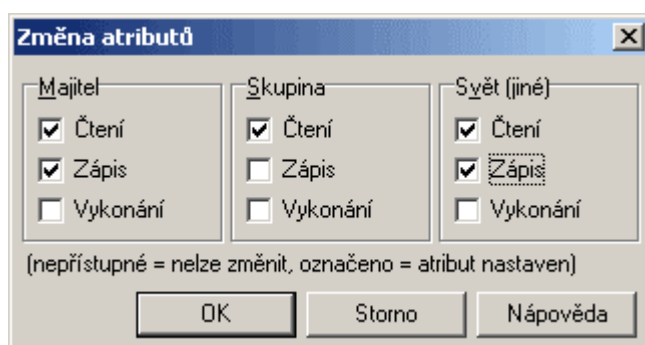 Změna atributů
Majitel
Čtení
Zápis
Vykonání
Skupina
Čtení
Zápis
Vykonání
Svět (jiné)
Čtení
Zápis
Vykonání
(nepřístupné = nelze změnit, označeno = atribut nastaven)
OK
Storno
Nápověda